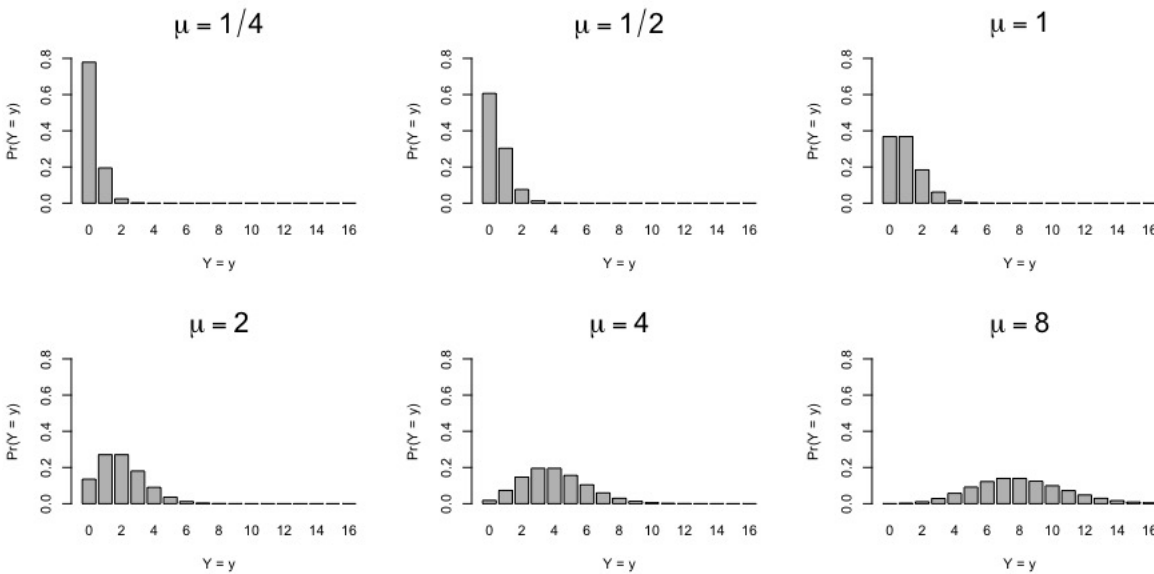 μ = 1/4
Pr(Y = y)
0.0 0.2 0.4 0.6 0.8
0 2 4 6 8 10 12 14 16
Y = y
μ = 1/2
Pr(Y = y)
0.0 0.2 0.4 0.6 0.8
0 2 4 6 8 10 12 14 16
Y = y
μ = 1
Pr(Y = y)
0.0 0.2 0.4 0.6 0.8
0 2 4 6 8 10 12 14 16
Y = y
μ = 2
Pr(Y = y)
0.0 0.2 0.4 0.6 0.8
0 2 4 6 8 10 12 14 16
Y = y
μ = 4
Pr(Y = y)
0.0 0.2 0.4 0.6 0.8
0 2 4 6 8 10 12 14 16
Y = y
μ = 8
Pr(Y = y)
0.0 0.2 0.4 0.6 0.8
0 2 4 6 8 10 12 14 16
Y = y